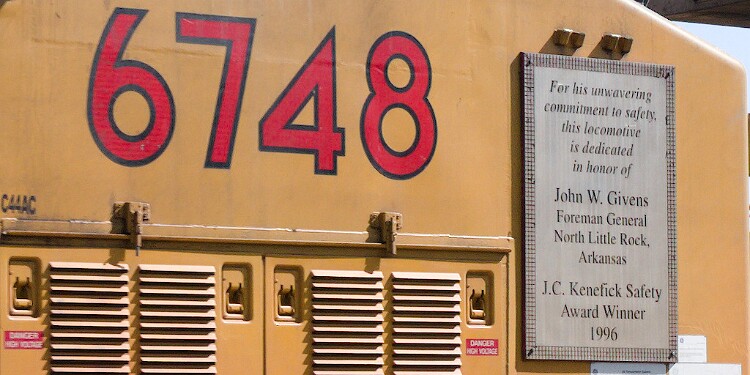 6748
C44AC
DANGER
HIGH VOLTAGE
DANGER
HIGH VOLTAGE
For his unwavering
commitment to safety,
this locomotive
is dedicated
in honor of
John W. Givens
Foreman General
North Little Rock,
Arkansas
J.C. Kenefick Safety
Award Winner
1996